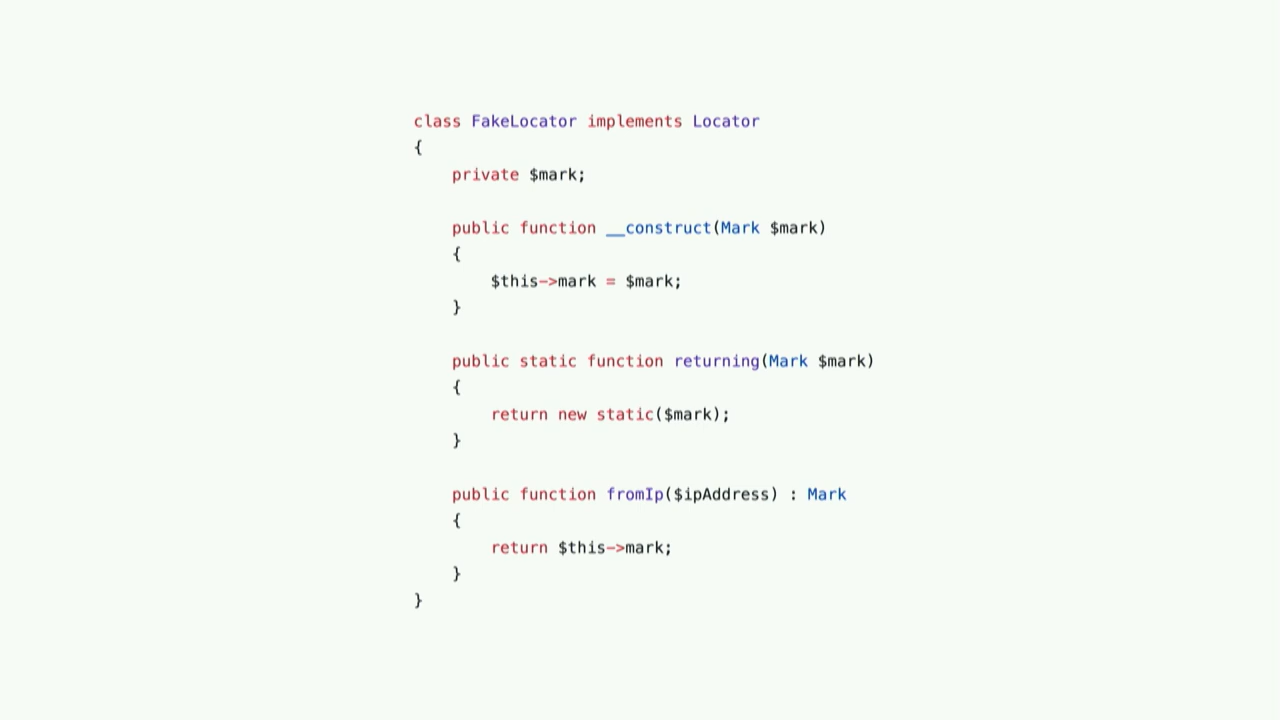 class FakeLocator implements Locator
{
    private $mark;

    public function __construct(Mark $mark)
    {
        $this->mark = $mark;
    }

    public static function returning(Mark $mark)
    {
        return new static($mark);
    }

    public function fromIp($ipAddress) : Mark
    {
        return $this->mark;
    }
}